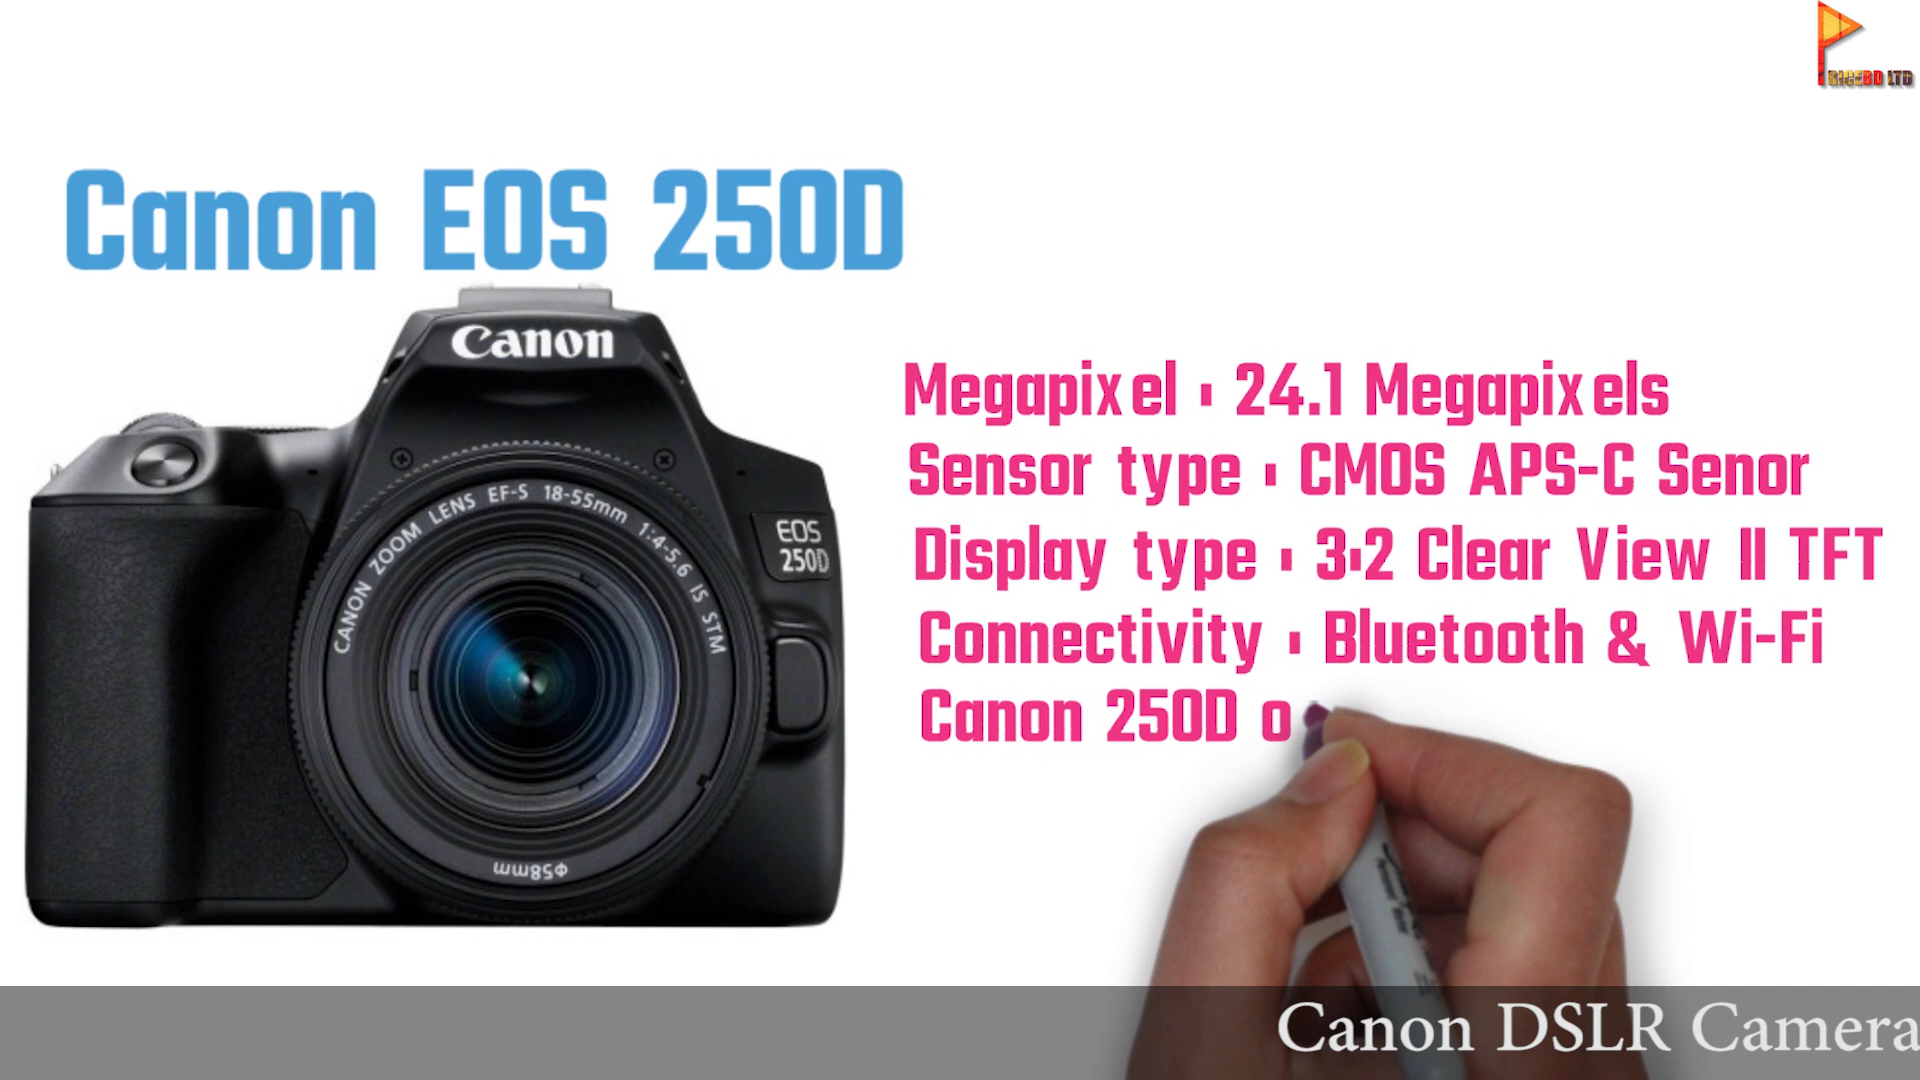 RICEBD LTD
Canon EOS 250D
Canon
Megapixel : 24.1 Megapixels
Sensor type : CMOS APS-C Senor
EOS
250D
CANON ZOOM LENS EF-S 18-55mm 1:4-5.6 IS STM
Display type : 3:2 Clear View II TFT
Connectivity : Bluetooth & Wi-Fi
Canon 250D o
φ58mm
Canon DSLR Camera